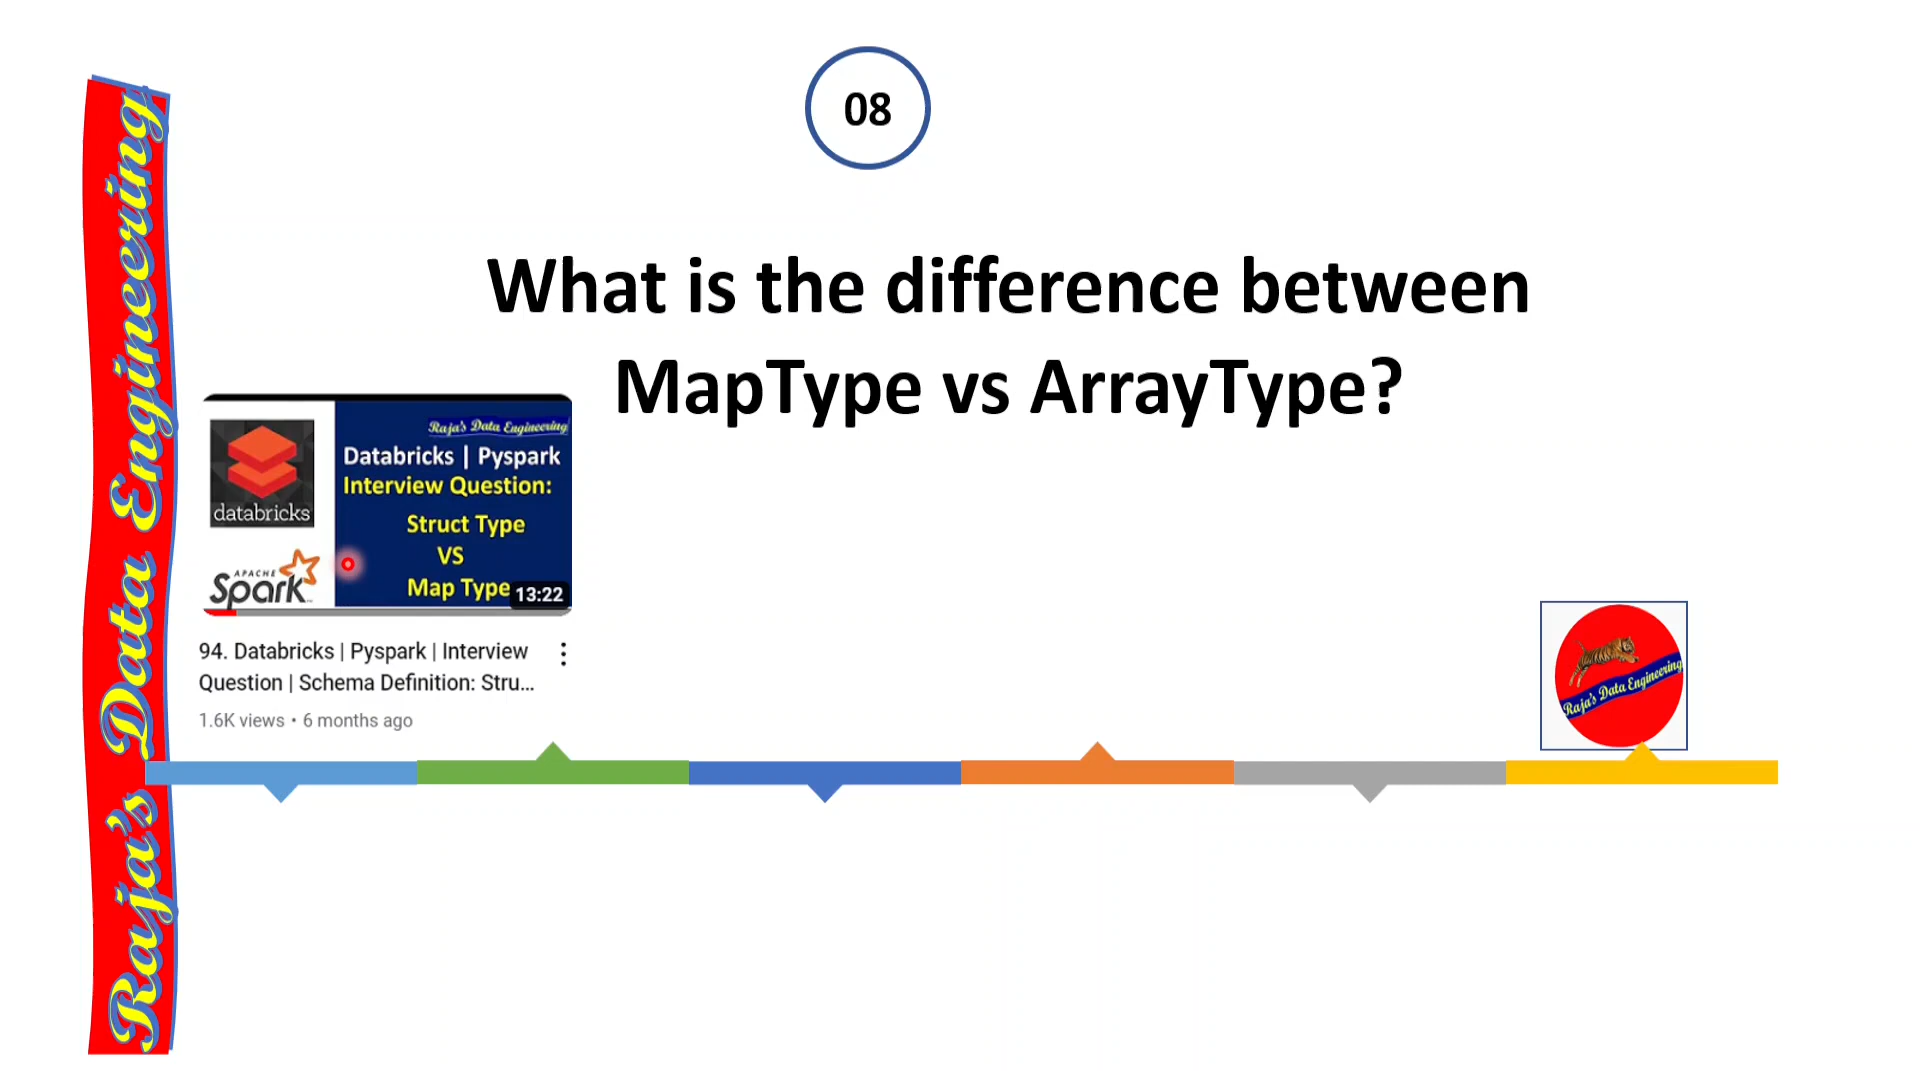 08
What is the difference between
MapType vs ArrayType?
Raja's Data Engineering
Raja's Data Engineering
Databricks | Pyspark
Interview Question:
Struct Type
VS
Map Type
databricks
APACHE
Spark
13:22
94. Databricks | Pyspark | Interview
Question | Schema Definition: Stru...
1.6K views • 6 months ago
Raja's Data Engineering